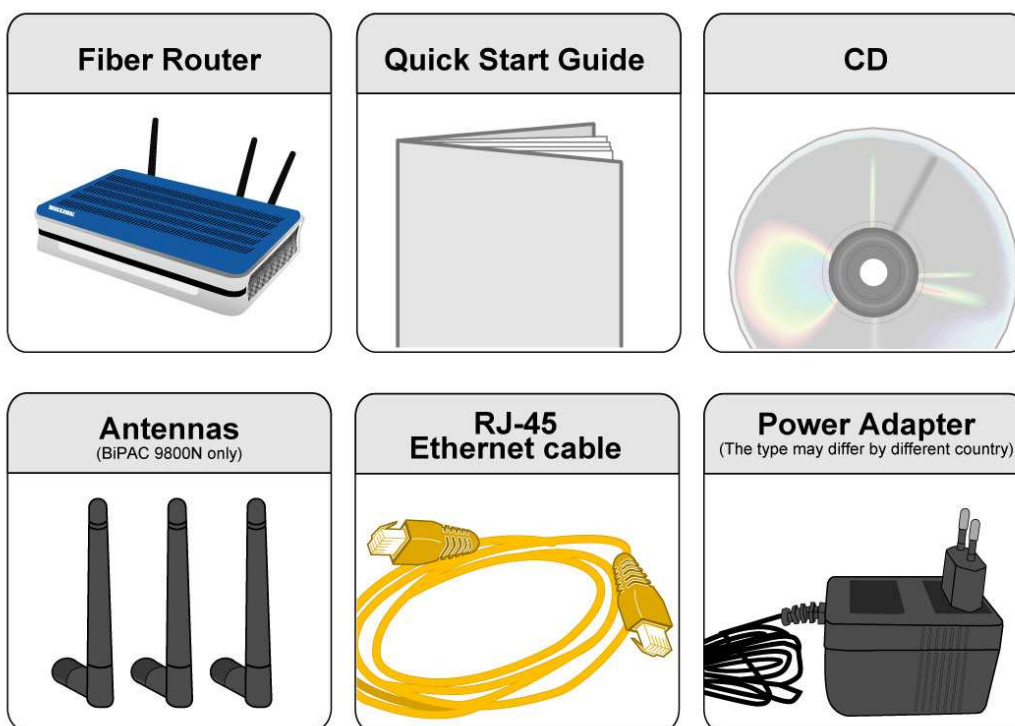 Fiber Router
Quick Start Guide
CD
Antennas
(BiPAC 9800N only)
RJ-45
Ethernet cable
Power Adapter
(The type may differ by different country)